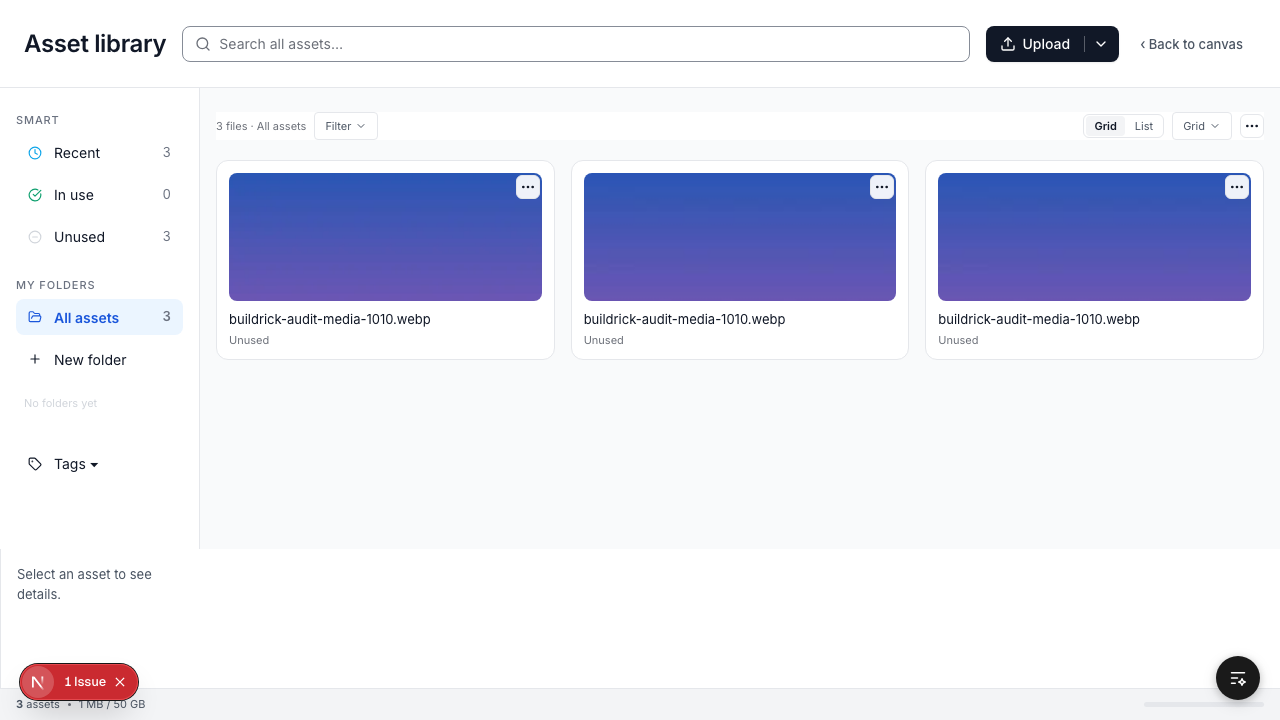 Asset library
Search all assets...
Upload
‹ Back to canvas
SMART
Recent 3
In use 0
Unused 3
MY FOLDERS
All assets 3
New folder
No folders yet
Tags
3 files · All assets
Filter
Grid
List
Grid
buildrick-audit-media-1010.webp
Unused
buildrick-audit-media-1010.webp
Unused
buildrick-audit-media-1010.webp
Unused
Select an asset to see
details.
1 Issue
3 assets • 1 MB / 50 GB